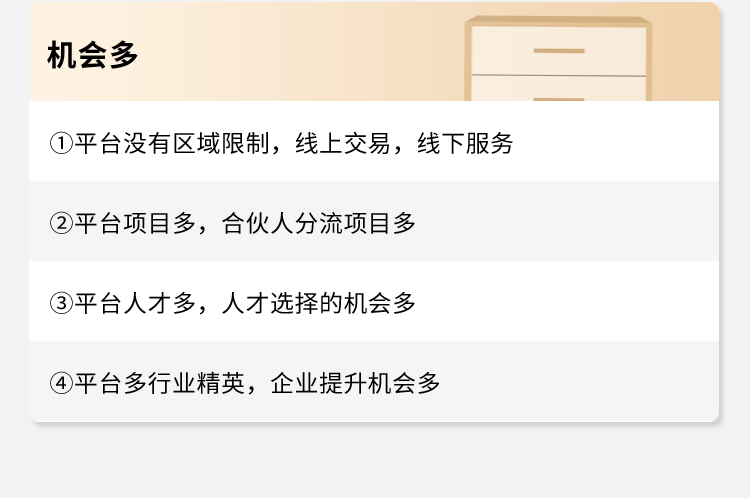 机会多
①平台没有区域限制，线上交易，线下服务
②平台项目多，合伙人分流项目多
③平台人才多，人才选择的机会多
④平台多行业精英，企业提升机会多